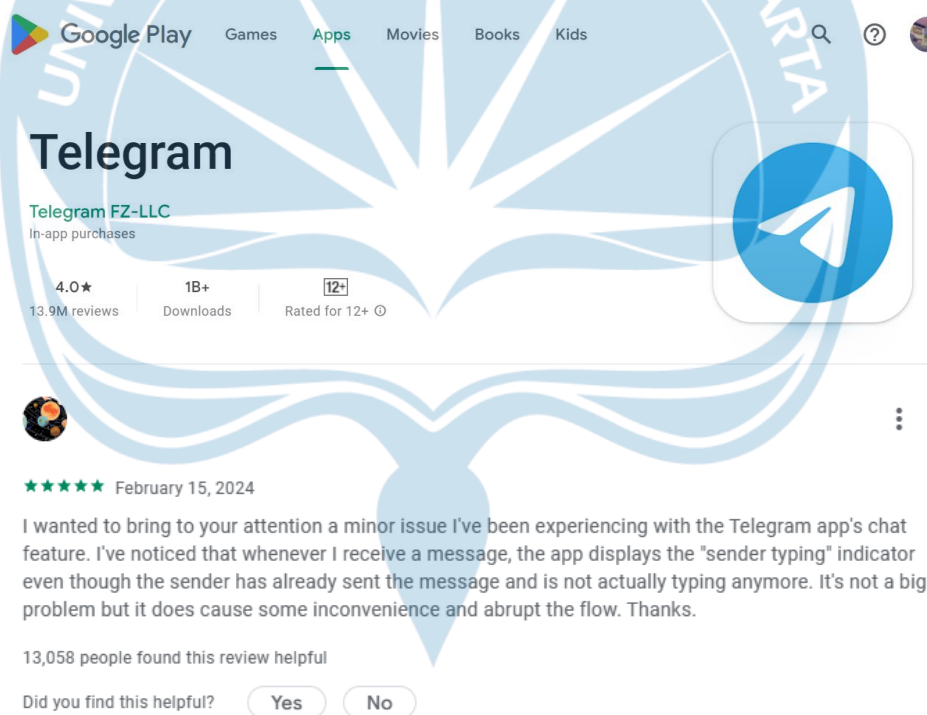 Google Play Games Apps Movies Books Kids
Telegram
Telegram FZ-LLC
In-app purchases
4.0★ 1B+ 12+
13.9M reviews Downloads Rated for 12+
February 15, 2024
I wanted to bring to your attention a minor issue I've been experiencing with the Telegram app's chat
feature. I've noticed that whenever I receive a message, the app displays the "sender typing" indicator
even though the sender has already sent the message and is not actually typing anymore. It's not a big
problem but it does cause some inconvenience and abrupt the flow. Thanks.
13,058 people found this review helpful
Did you find this helpful? Yes No